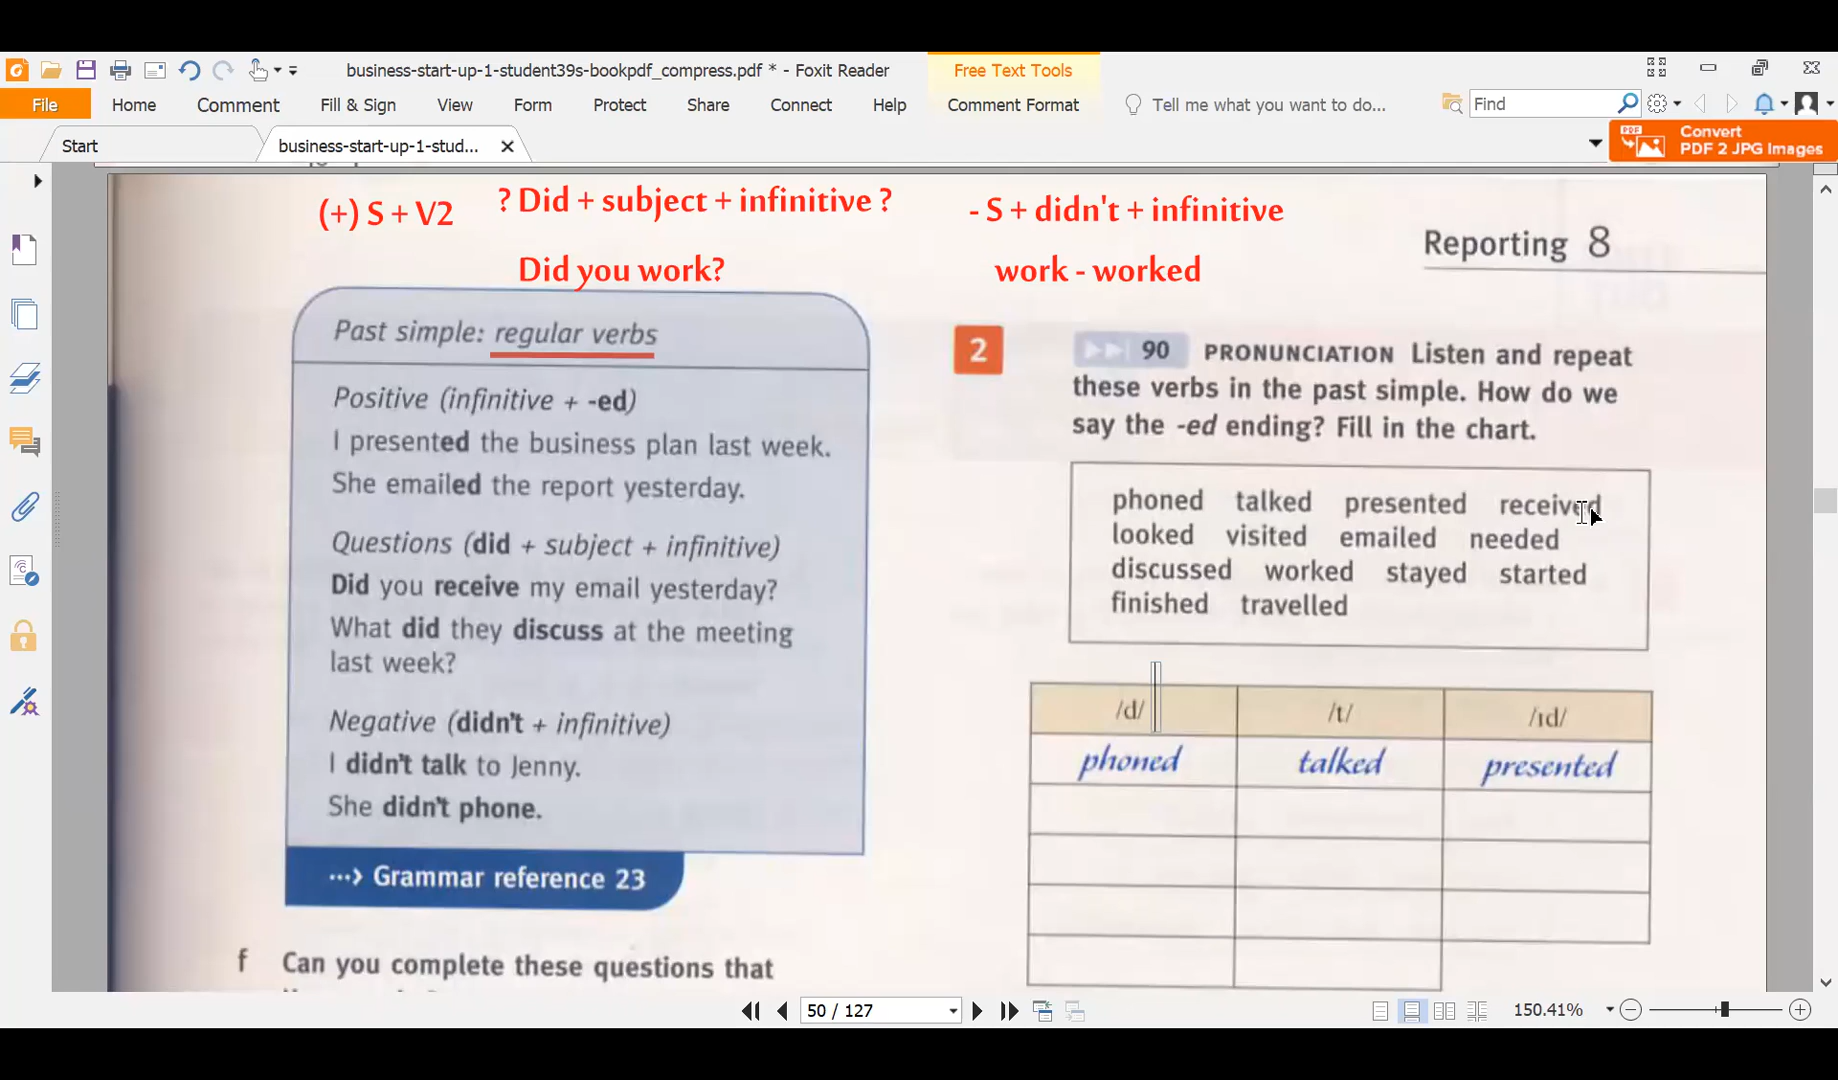 business-start-up-1-student39s-bookpdf_compress.pdf * - Foxit Reader
Free Text Tools
File Home Comment Fill & Sign View Form Protect Share Connect Help Comment Format Tell me what you want to do... Find
Start business-start-up-1-stud...
Convert
PDF 2 JPG Images
(+) S + V2 ? Did + subject + infinitive ? - S + didn't + infinitive
Did you work? work - worked
Reporting 8
Past simple: regular verbs
Positive (infinitive + -ed)
I presented the business plan last week.
She emailed the report yesterday.
Questions (did + subject + infinitive)
Did you receive my email yesterday?
What did they discuss at the meeting
last week?
Negative (didn't + infinitive)
I didn't talk to Jenny.
She didn't phone.
Grammar reference 23
f Can you complete these questions that
2 90 PRONUNCIATION Listen and repeat
these verbs in the past simple. How do we
say the -ed ending? Fill in the chart.
phoned talked presented received
looked visited emailed needed
discussed worked stayed started
finished travelled
/d/ /t/ /ɪd/
phoned talked presented
50 / 127 150.41%